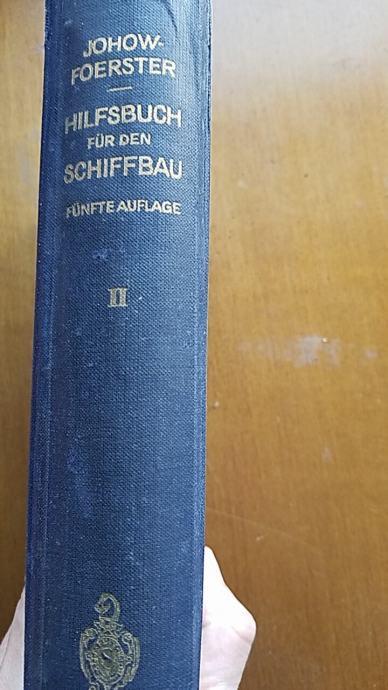 JOHOW-
FOERSTER
HILFSBUCH
FÜR DEN
SCHIFFBAU
FÜNFTE AUFLAGE
II